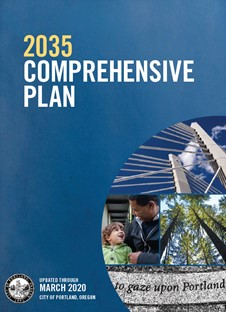 2035
COMPREHENSIVE
PLAN
to gaze upon Portland
UPDATED THROUGH
MARCH 2020
CITY OF PORTLAND, OREGON